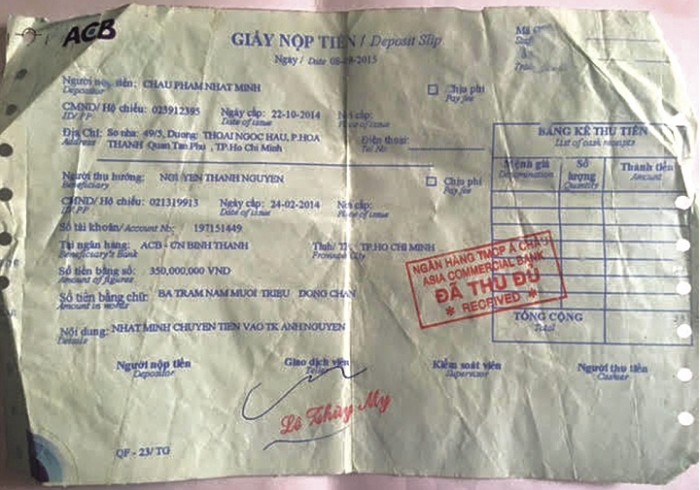 ACB
GIẤY NỘP TIỀN / Deposit Slip
Ngày / Date 08- -2015
Người nộp tiền: CHAU PHAM NHAT MINH
Depositor
Chịu phí
Pay fee
CMND/ Hộ chiếu: 023912395 Ngày cấp: 22-10-2014 Nơi cấp:
ID/ PP Date of issue Place of issue
Địa Chỉ: So nha: 49/5, Duong: THOAI NGOC HAU, P.HOA
Address THANH Quan Tan Phu , TP.Ho Chi Minh
Điện thoại:
Tel No
Người thụ hưởng: NGUYEN THANH NGUYEN
Beneficiary
Chịu phí
Pay fee
CMND/ Hộ chiếu: 021319913 Ngày cấp: 24-02-2014 Nơi cấp:
ID/ PP Date of issue Place of issue
Số tài khoản/ Account No: 197151449
Tại ngân hàng: ACB - CN BINH THANH Tỉnh/ TP.HO CHI MINH
Beneficiary's Bank Province/ City
Số tiền bằng số: 350,000,000 VND
Amount of figures
Số tiền bằng chữ: BA TRAM NAM MUOI TRIEU DONG CHAN
Amount in words
Nội dung: NHAT MINH CHUYEN TIEN VAO TK ANH NGUYEN
Details
BẢNG KÊ THU TIỀN
List of cash receipts
Mệnh giá Số lượng Thành tiền
Denomination Quantity Amount
TỔNG CỘNG
Total
NGÂN HÀNG TMCP Á CHÂU
ASIA COMMERCIAL BANK
ĐÃ THU ĐỦ
* RECEIVED *
Người nộp tiền Giao dịch viên Kiểm soát viên Người thu tiền
Depositor Teller Supervisor Cashier
Lê Thùy My
QF - 23/ TG